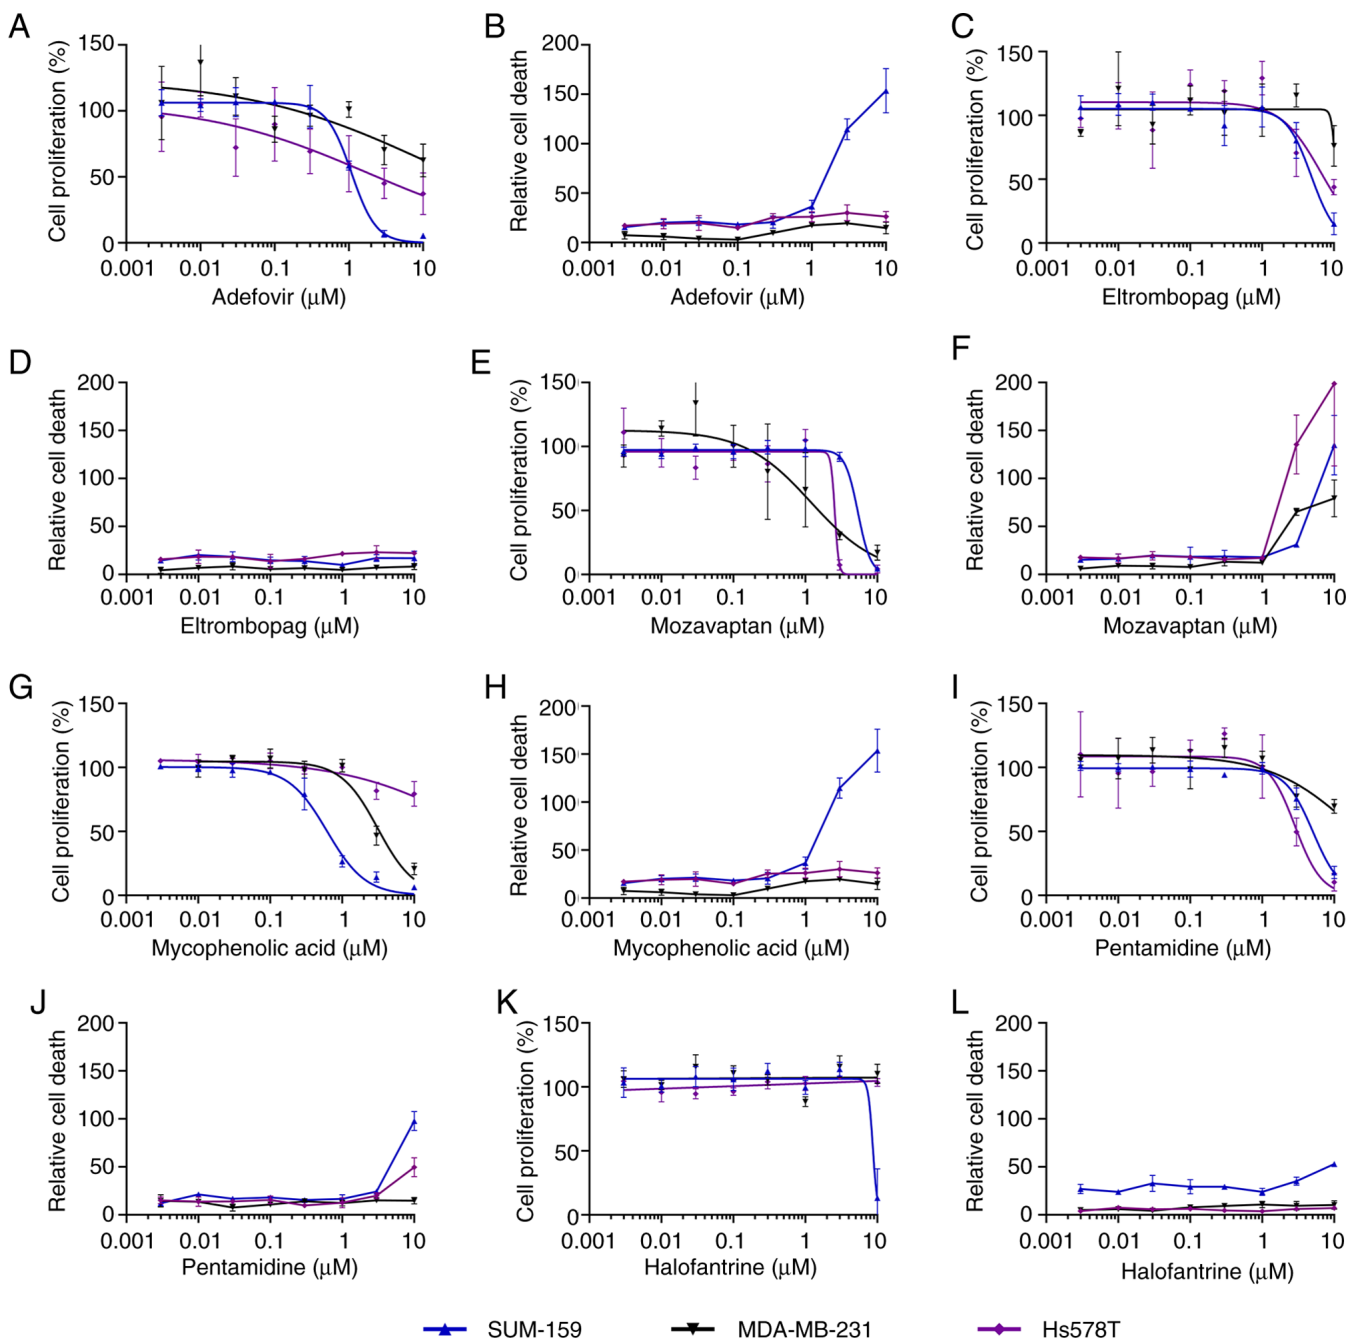 A
Cell proliferation (%)
150
100
50
0
0.001 0.01 0.1 1 10
Adefovir (μM)
B
Relative cell death
200
150
100
50
0
0.001 0.01 0.1 1 10
Adefovir (μM)
C
Cell proliferation (%)
150
100
50
0
0.001 0.01 0.1 1 10
Eltrombopag (μM)
D
Relative cell death
200
150
100
50
0
0.001 0.01 0.1 1 10
Eltrombopag (μM)
E
Cell proliferation (%)
150
100
50
0
0.001 0.01 0.1 1 10
Mozavaptan (μM)
F
Relative cell death
200
150
100
50
0
0.001 0.01 0.1 1 10
Mozavaptan (μM)
G
Cell proliferation (%)
150
100
50
0
0.001 0.01 0.1 1 10
Mycophenolic acid (μM)
H
Relative cell death
200
150
100
50
0
0.001 0.01 0.1 1 10
Mycophenolic acid (μM)
I
Cell proliferation (%)
150
100
50
0
0.001 0.01 0.1 1 10
Pentamidine (μM)
J
Relative cell death
200
150
100
50
0
0.001 0.01 0.1 1 10
Pentamidine (μM)
K
Cell proliferation (%)
150
100
50
0
0.001 0.01 0.1 1 10
Halofantrine (μM)
L
Relative cell death
200
150
100
50
0
0.001 0.01 0.1 1 10
Halofantrine (μM)
SUM-159 MDA-MB-231 Hs578T